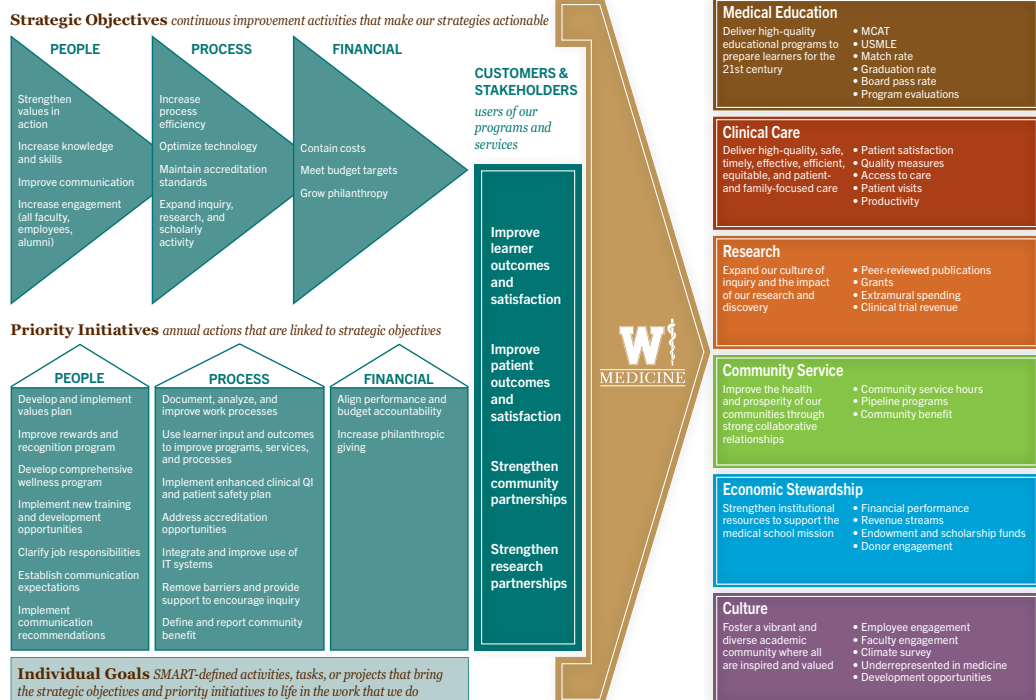 Strategic Objectives continuous improvement activities that make our strategies actionable
PEOPLE
Strengthen
values in
action
Increase knowledge
and skills
Improve communication
Increase engagement
(all faculty,
employees,
alumni)
PROCESS
Increase
process
efficiency
Optimize technology
Maintain accreditation
standards
Expand inquiry,
research, and
scholarly
activity
FINANCIAL
Contain costs
Meet budget targets
Grow philanthropy
Priority Initiatives annual actions that are linked to strategic objectives
PEOPLE
Develop and implement
values plan
Improve rewards and
recognition program
Develop comprehensive
wellness program
Implement new training
and development
opportunities
Clarify job responsibilities
Establish communication
expectations
Implement
communication
recommendations
PROCESS
Document, analyze, and
improve work processes
Use learner input and outcomes
to improve programs, services,
and processes
Implement enhanced clinical QI
and patient safety plan
Address accreditation
opportunities
Integrate and improve use of
IT systems
Remove barriers and provide
support to encourage inquiry
Define and report community
benefit
FINANCIAL
Align performance and
budget accountability
Increase philanthropic
giving
Individual Goals SMART-defined activities, tasks, or projects that bring
the strategic objectives and priority initiatives to life in the work that we do
CUSTOMERS &
STAKEHOLDERS
users of our
programs and
services
Improve
learner
outcomes
and
satisfaction
Improve
patient
outcomes
and
satisfaction
Strengthen
community
partnerships
Strengthen
research
partnerships
W
MEDICINE
Medical Education
Deliver high-quality
educational programs to
prepare learners for the
21st century
• MCAT
• USMLE
• Match rate
• Graduation rate
• Board pass rate
• Program evaluations
Clinical Care
Deliver high-quality, safe,
timely, effective, efficient,
equitable, and patient-
and family-focused care
• Patient satisfaction
• Quality measures
• Access to care
• Patient visits
• Productivity
Research
Expand our culture of
inquiry and the impact
of our research and
discovery
• Peer-reviewed publications
• Grants
• Extramural spending
• Clinical trial revenue
Community Service
Improve the health
and prosperity of our
communities through
strong collaborative
relationships
• Community service hours
• Pipeline programs
• Community benefit
Economic Stewardship
Strengthen institutional
resources to support the
medical school mission
• Financial performance
• Revenue streams
• Endowment and scholarship funds
• Donor engagement
Culture
Foster a vibrant and
diverse academic
community where all
are inspired and valued
• Employee engagement
• Faculty engagement
• Climate survey
• Underrepresented in medicine
• Development opportunities